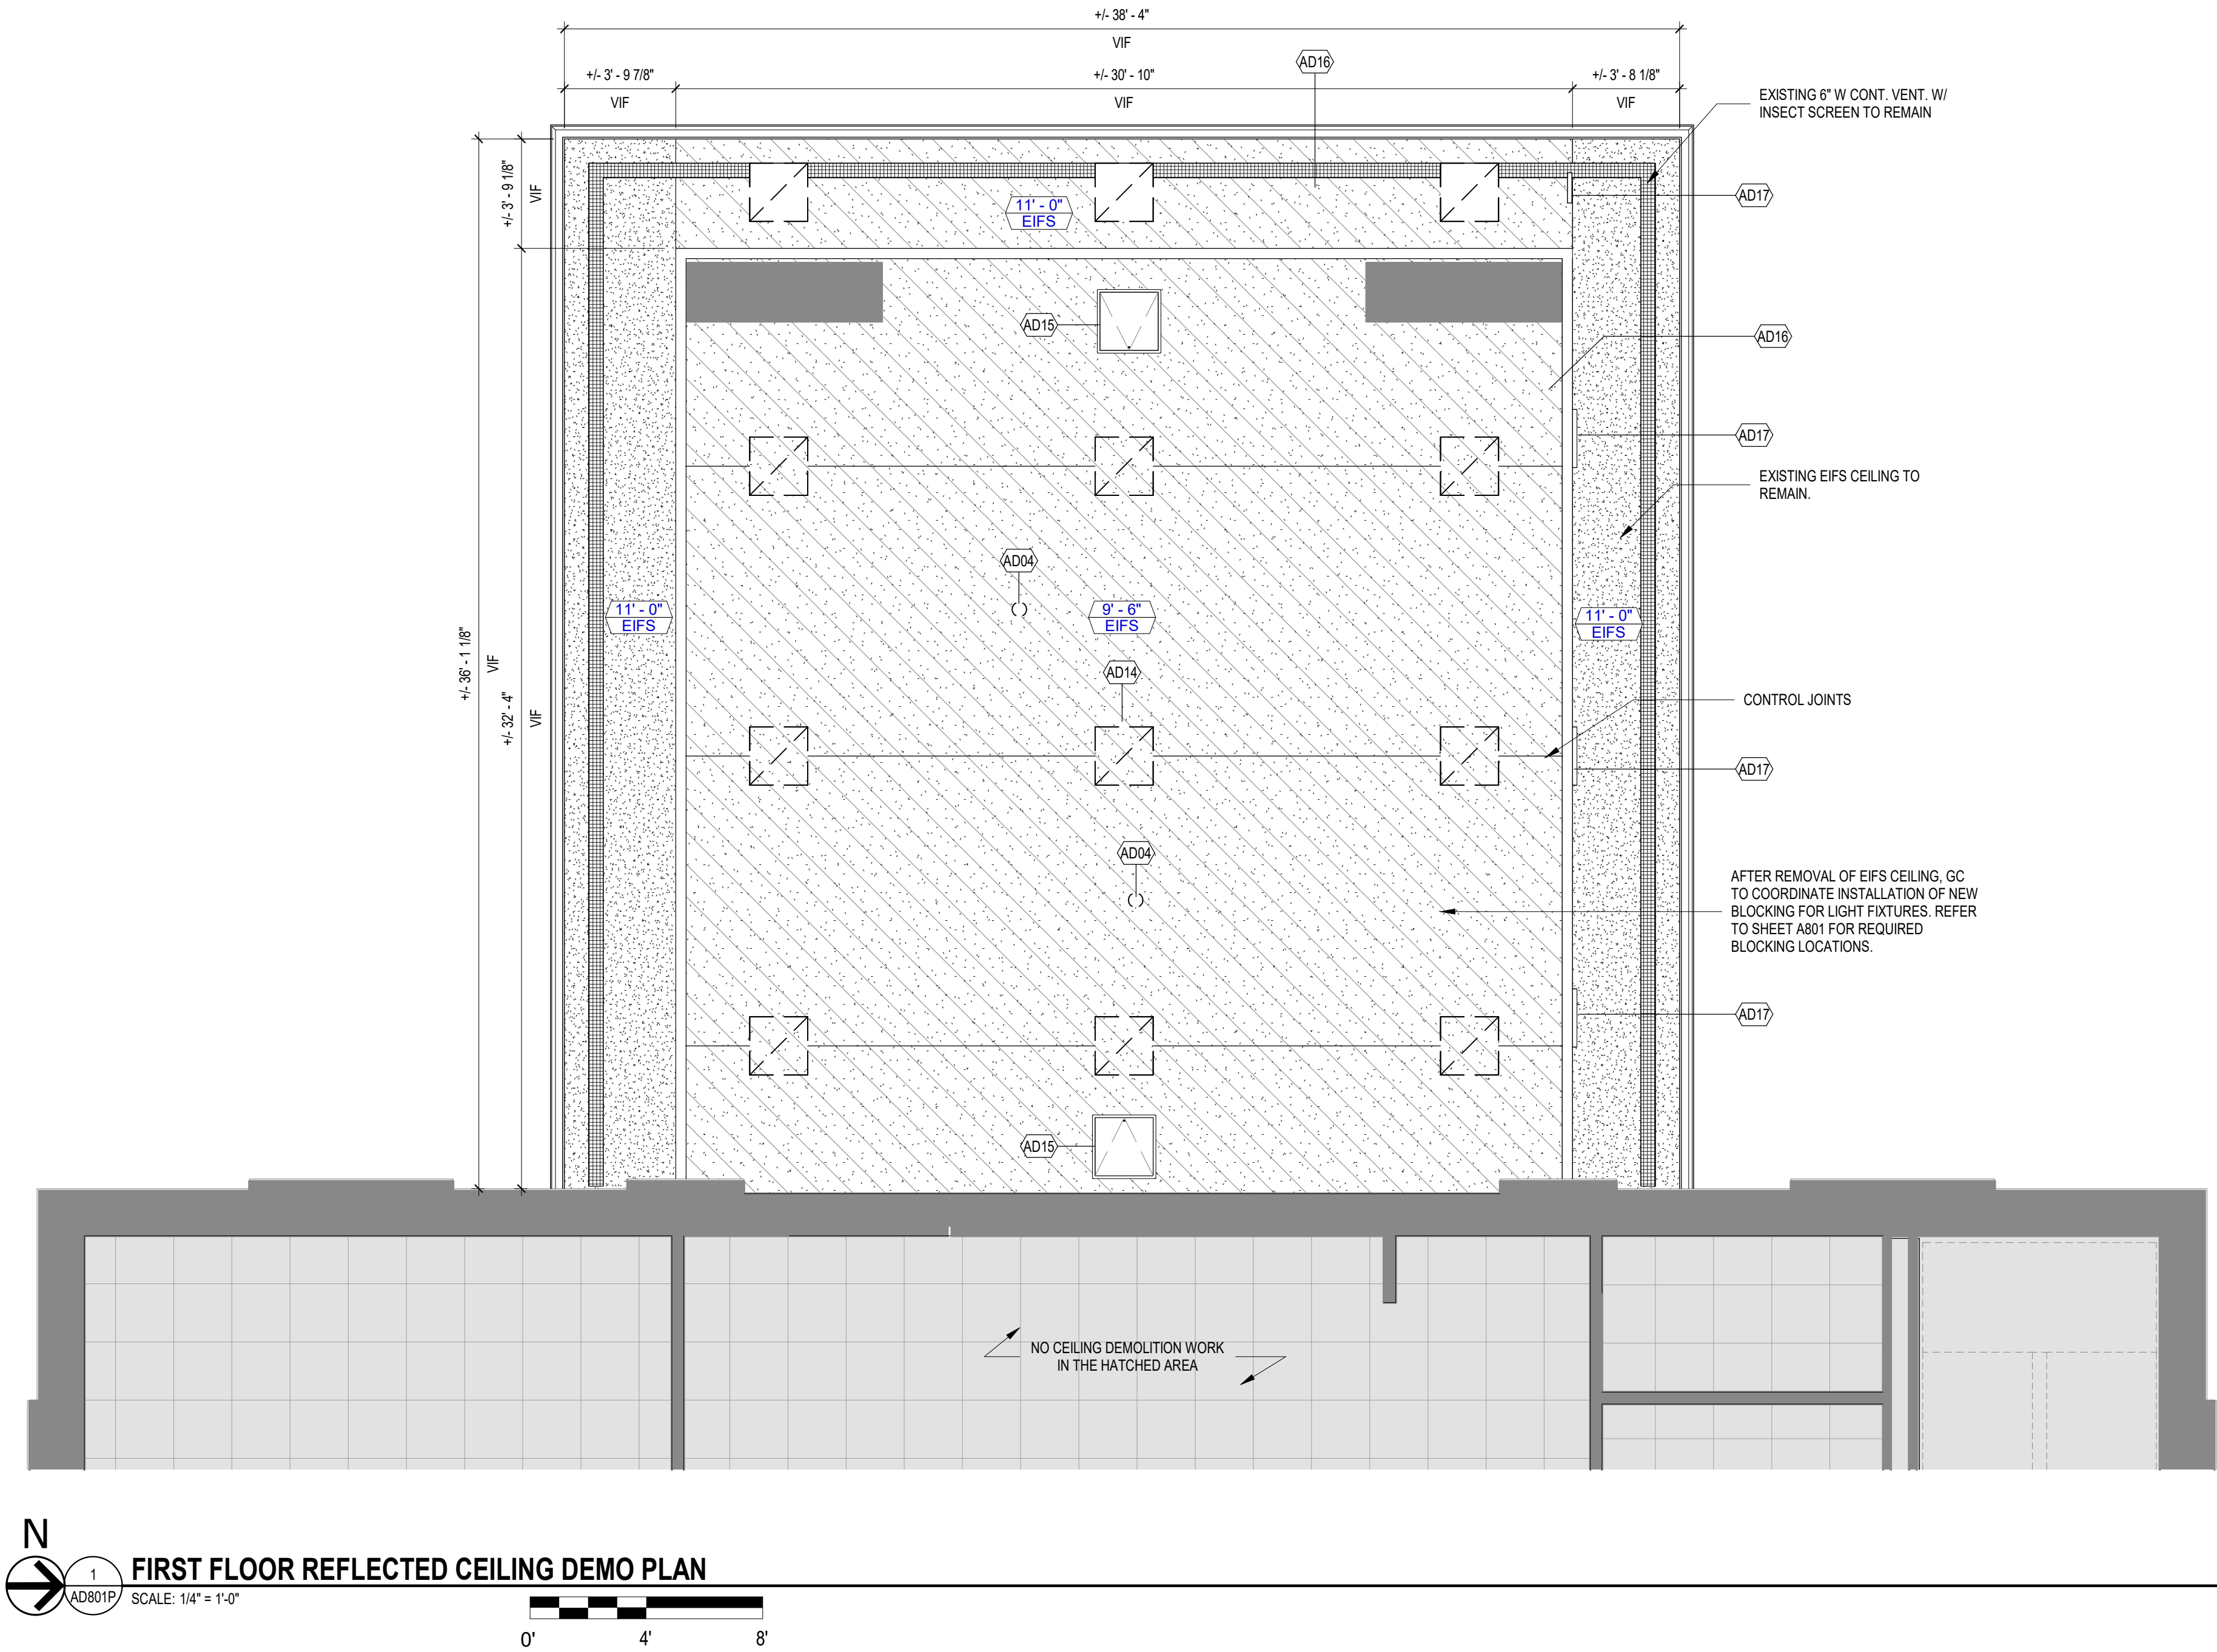 +/- 38' - 4"
VIF
+/- 3' - 9 7/8"
VIF
+/- 30' - 10"
VIF
+/- 3' - 8 1/8"
VIF
AD16
EXISTING 6" W CONT. VENT. W/
INSECT SCREEN TO REMAIN
+/- 3' - 9 1/8"
VIF
11' - 0"
EIFS
AD17
AD15
AD16
AD17
EXISTING EIFS CEILING TO
REMAIN.
AD04
11' - 0"
EIFS
9' - 6"
EIFS
11' - 0"
EIFS
+/- 36' - 1 1/8"
VIF
+/- 32' - 4"
VIF
AD14
CONTROL JOINTS
AD17
AD04
AFTER REMOVAL OF EIFS CEILING, GC
TO COORDINATE INSTALLATION OF NEW
BLOCKING FOR LIGHT FIXTURES. REFER
TO SHEET A801 FOR REQUIRED
BLOCKING LOCATIONS.
AD17
AD15
NO CEILING DEMOLITION WORK
IN THE HATCHED AREA
N
1
AD801P
FIRST FLOOR REFLECTED CEILING DEMO PLAN
SCALE: 1/4" = 1'-0"
0' 4' 8'